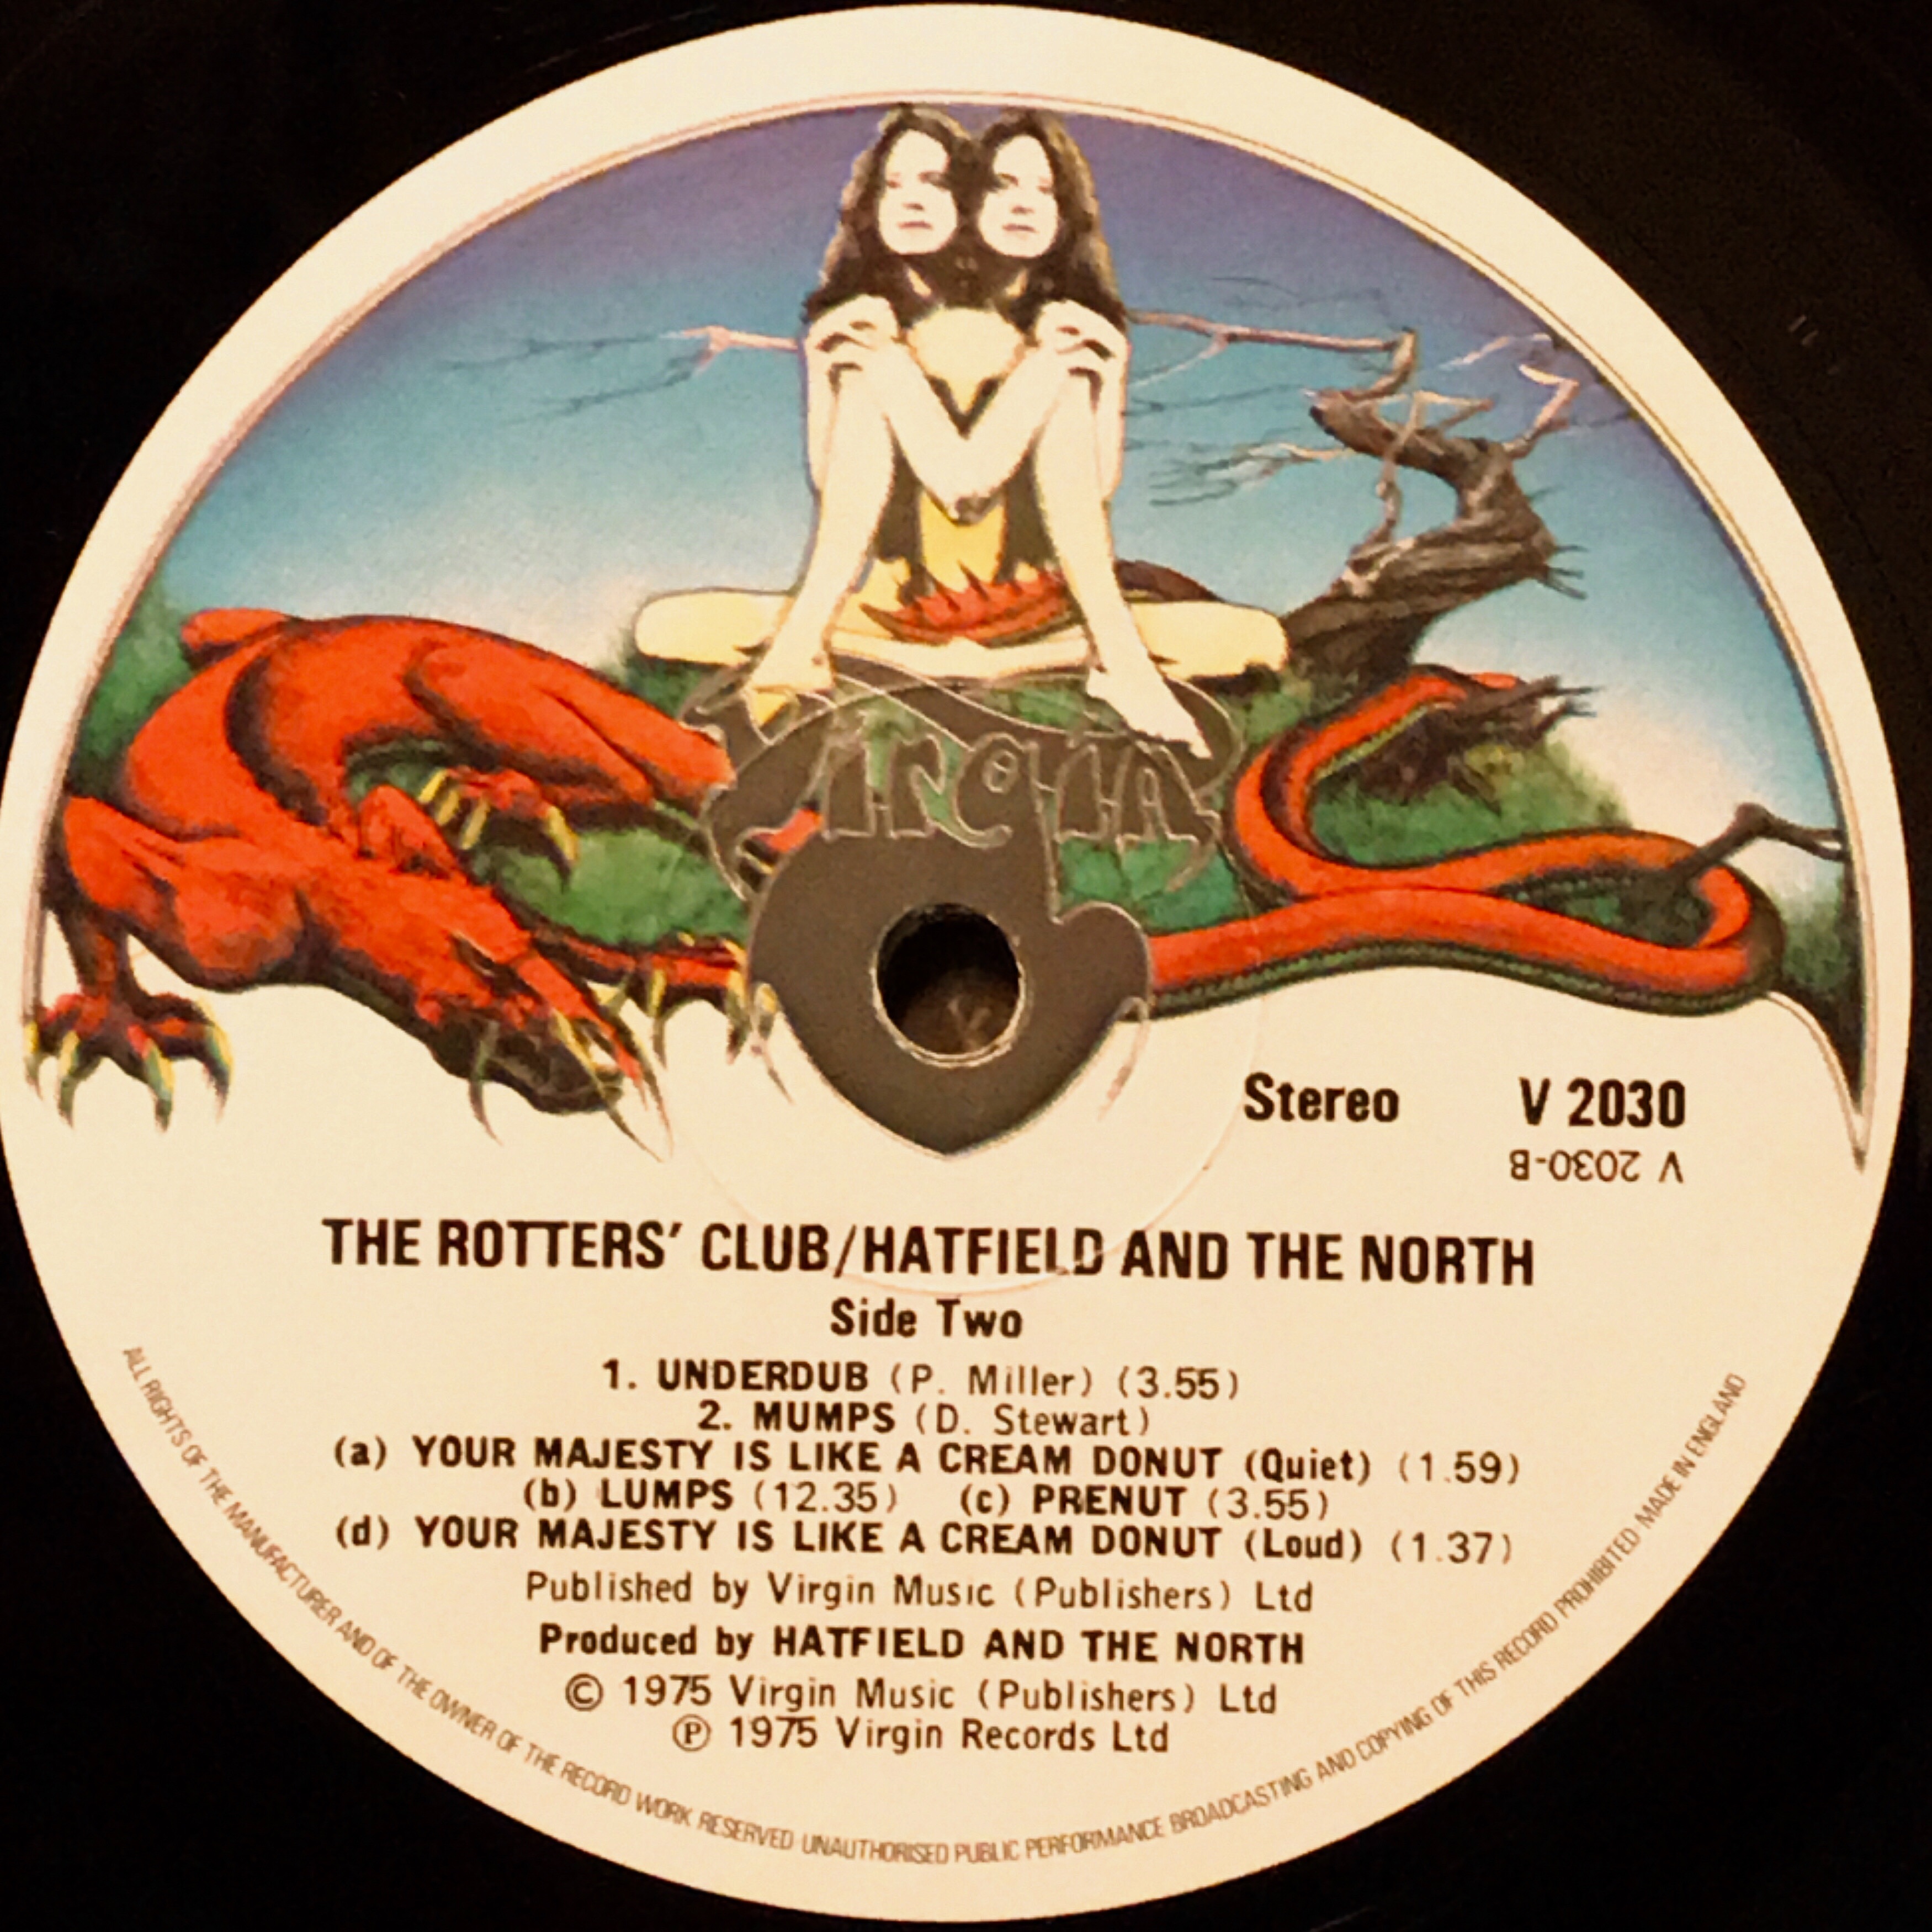 Virgin
Stereo V 2030
V 2030-B
THE ROTTERS' CLUB/HATFIELD AND THE NORTH
Side Two
1. UNDERDUB (P. Miller) (3.55)
2. MUMPS (D. Stewart)
(a) YOUR MAJESTY IS LIKE A CREAM DONUT (Quiet) (1.59)
(b) LUMPS (12.35) (c) PRENUT (3.55)
(d) YOUR MAJESTY IS LIKE A CREAM DONUT (Loud) (1.37)
Published by Virgin Music (Publishers) Ltd
Produced by HATFIELD AND THE NORTH
© 1975 Virgin Music (Publishers) Ltd
℗ 1975 Virgin Records Ltd
ALL RIGHTS OF THE MANUFACTURER AND OF THE OWNER OF THE RECORD WORK RESERVED UNAUTHORISED PUBLIC PERFORMANCE BROADCASTING AND COPYING OF THIS RECORD PROHIBITED MADE IN ENGLAND